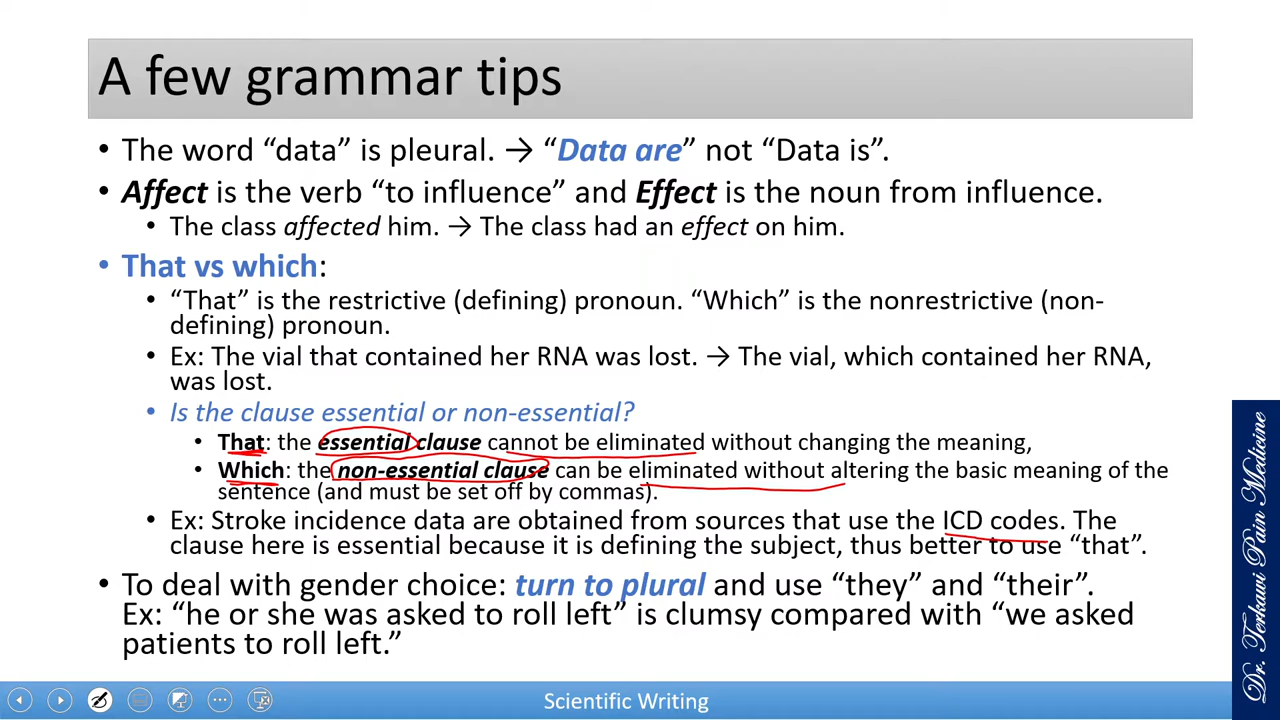 A few grammar tips
• The word “data” is pleural. → “Data are” not “Data is”.
• Affect is the verb “to influence” and Effect is the noun from influence.
• The class affected him. → The class had an effect on him.
• That vs which:
• “That” is the restrictive (defining) pronoun. “Which” is the nonrestrictive (non-
defining) pronoun.
• Ex: The vial that contained her RNA was lost. → The vial, which contained her RNA,
was lost.
• Is the clause essential or non-essential?
• That: the essential clause cannot be eliminated without changing the meaning,
• Which: the non-essential clause can be eliminated without altering the basic meaning of the
sentence (and must be set off by commas).
• Ex: Stroke incidence data are obtained from sources that use the ICD codes. The
clause here is essential because it is defining the subject, thus better to use “that”.
• To deal with gender choice: turn to plural and use “they” and “their”.
Ex: “he or she was asked to roll left” is clumsy compared with “we asked
patients to roll left.”
Dr. Terkawi Pain Medicine
Scientific Writing